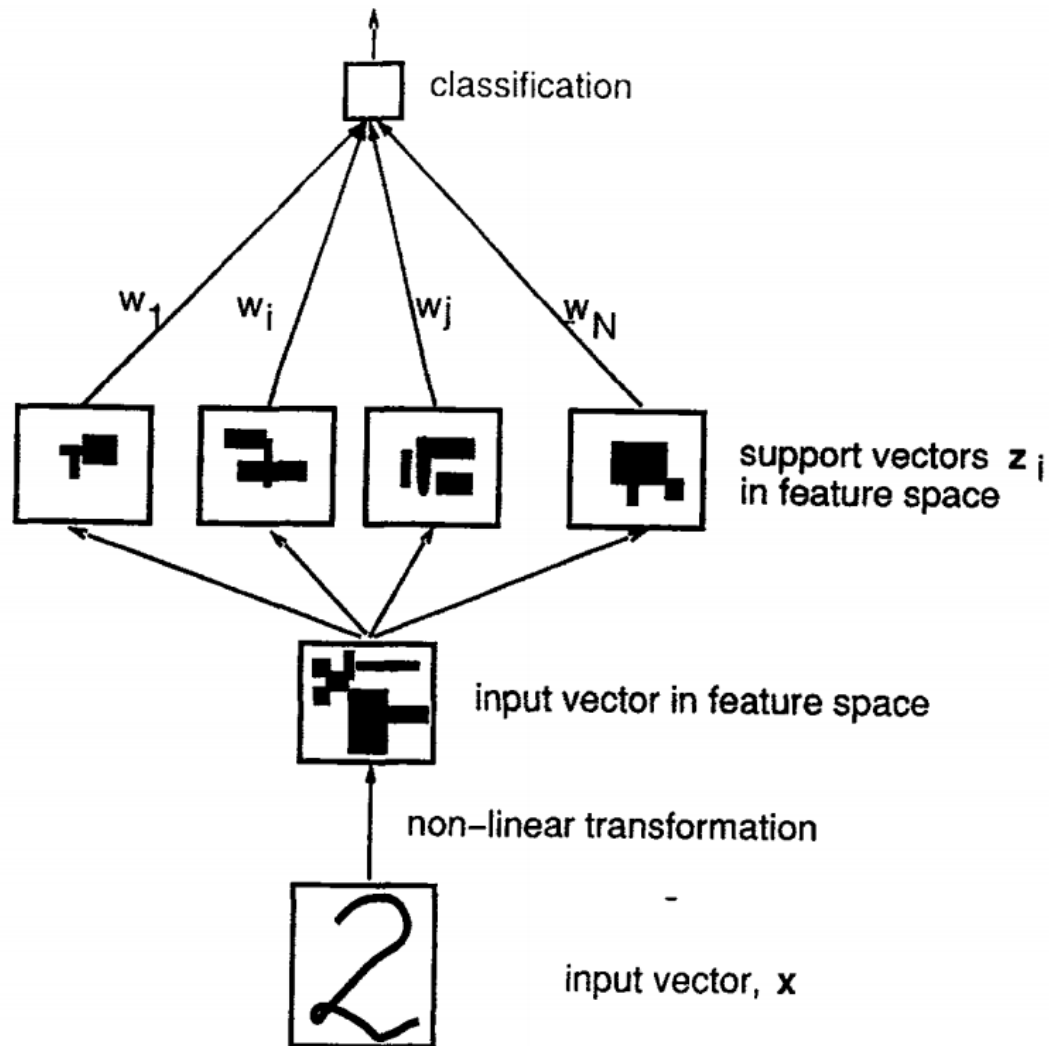 classification
w1
wi
wj
wN
support vectors zi
in feature space
input vector in feature space
non-linear transformation
2
input vector, x